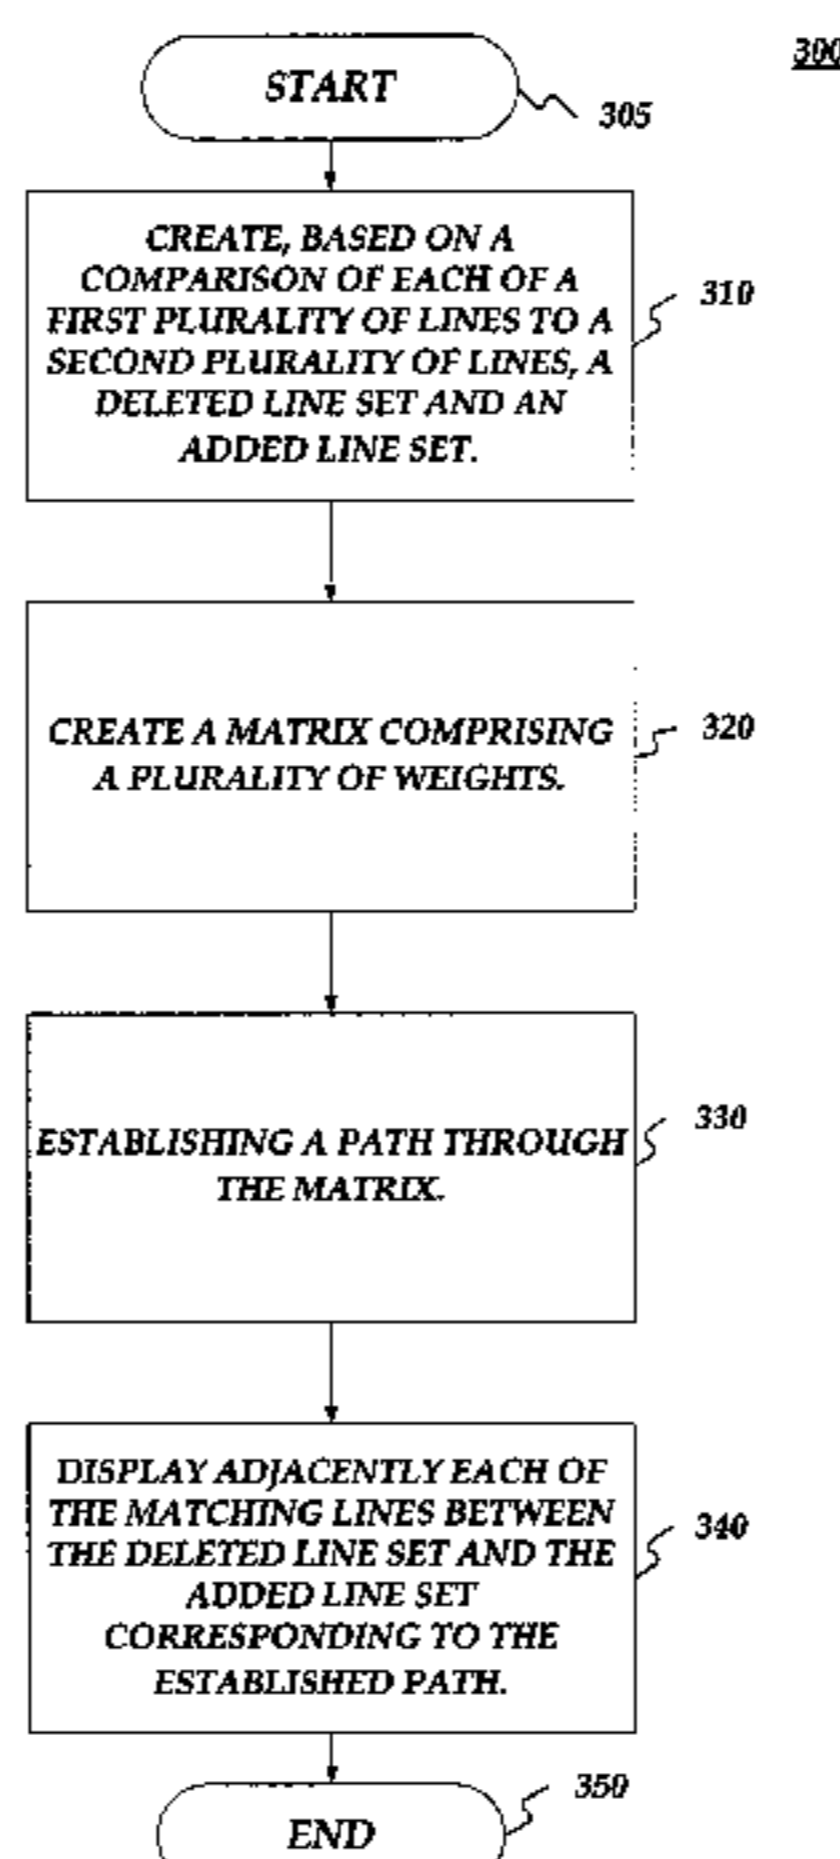 300
START
305
CREATE, BASED ON A
COMPARISON OF EACH OF A
FIRST PLURALITY OF LINES TO A
SECOND PLURALITY OF LINES, A
DELETED LINE SET AND AN
ADDED LINE SET.
310
CREATE A MATRIX COMPRISING
A PLURALITY OF WEIGHTS.
320
ESTABLISHING A PATH THROUGH
THE MATRIX.
330
DISPLAY ADJACENTLY EACH OF
THE MATCHING LINES BETWEEN
THE DELETED LINE SET AND THE
ADDED LINE SET
CORRESPONDING TO THE
ESTABLISHED PATH.
340
END
350